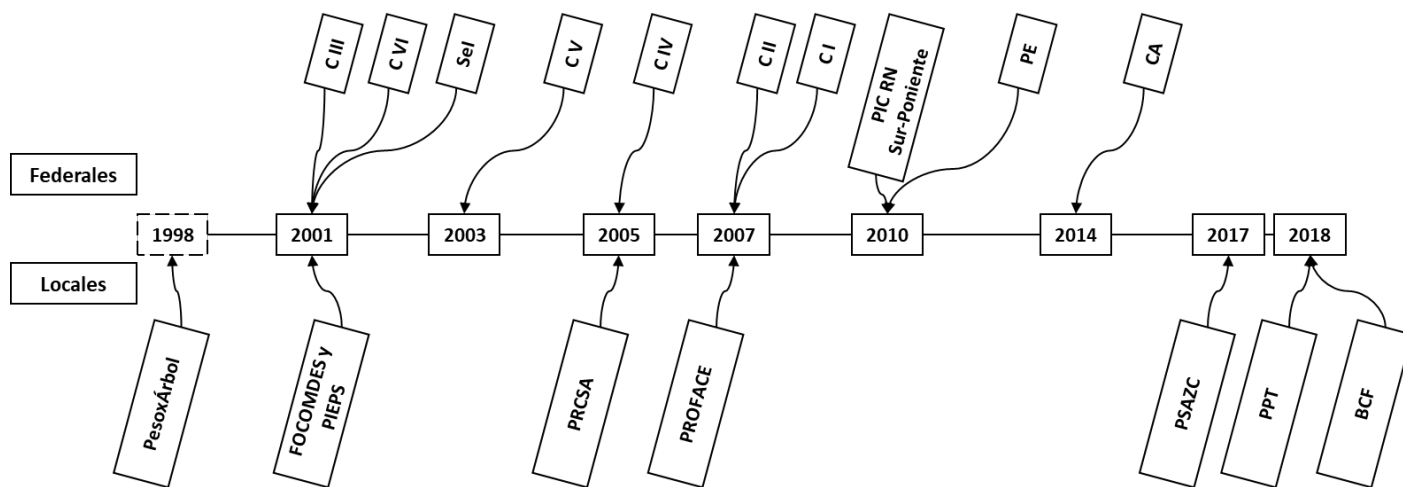 C III
C VI
SeI
C V
C IV
C II
C I
PIC RN
Sur-Poniente
PE
CA
Federales
1998
2001
2003
2005
2007
2010
2014
2017
2018
Locales
PesoxÁrbol
FOCOMDES y
PIEPS
PRCSA
PROFACE
PSAZC
PPT
BCF